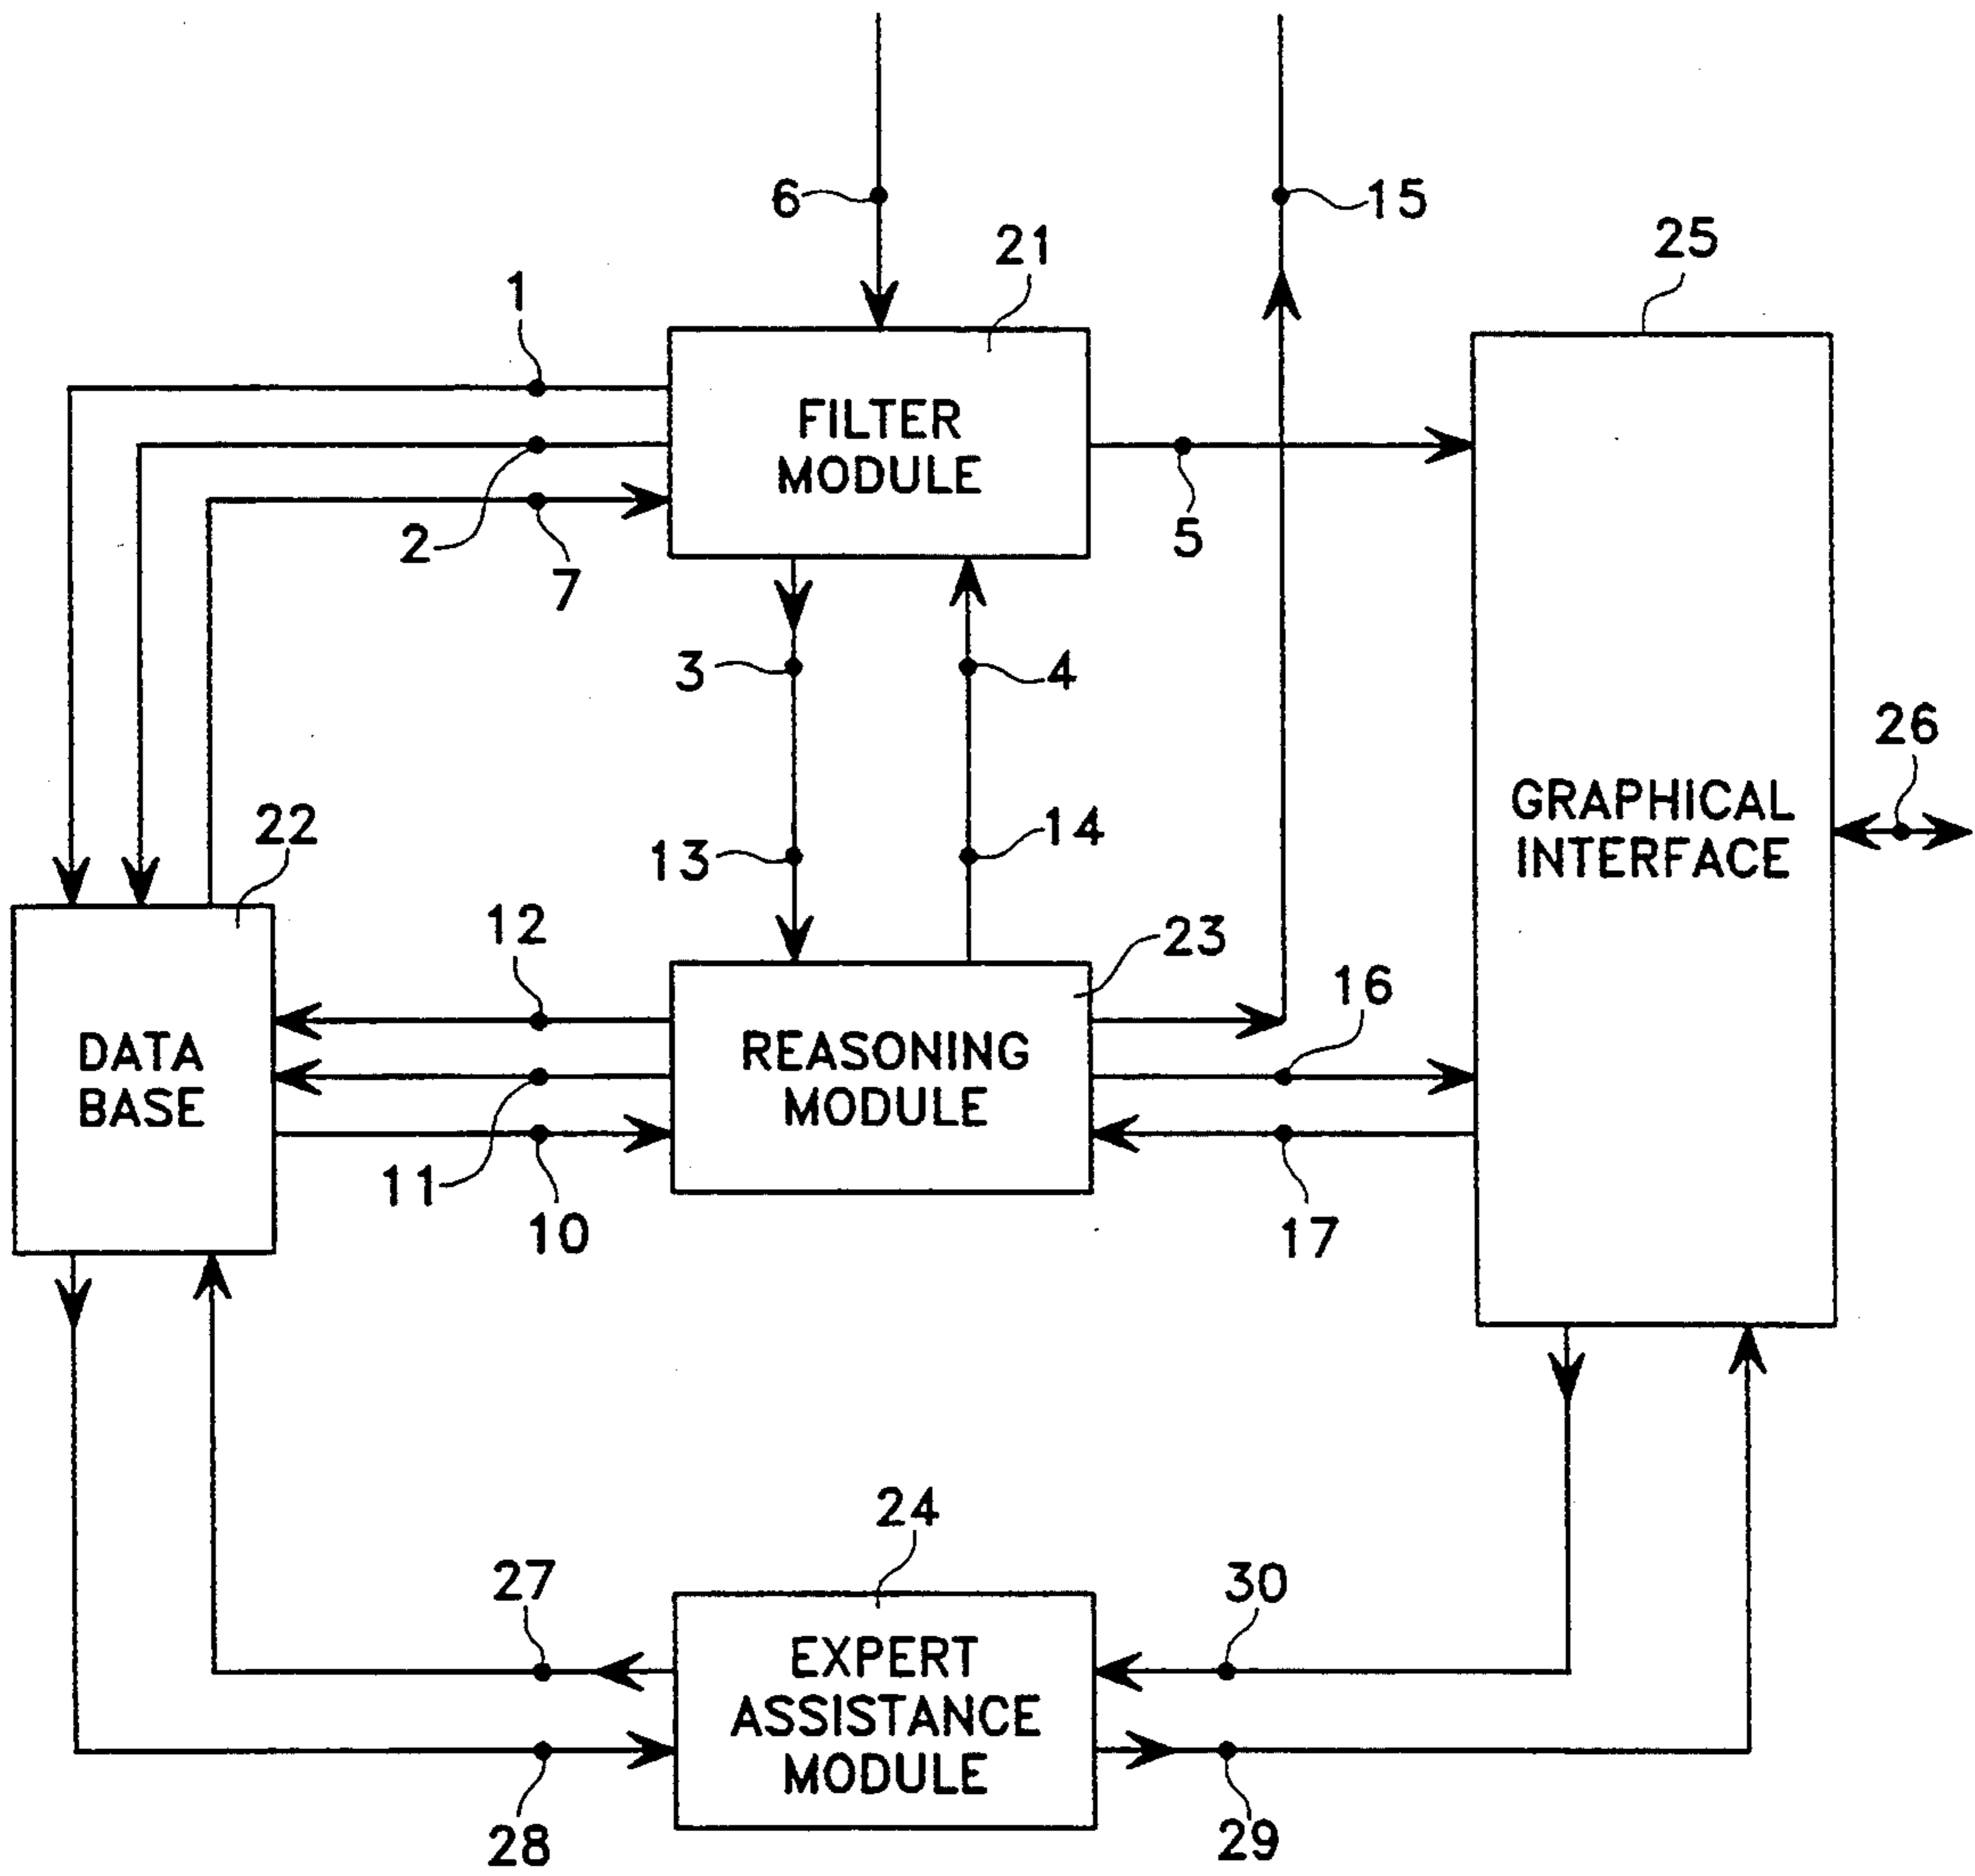 6
15
21
25
1
FILTER
MODULE
2
7
5
3
4
26
22
13
14
GRAPHICAL
INTERFACE
12
23
16
DATA
BASE
REASONING
MODULE
11
10
17
24
27
30
EXPERT
ASSISTANCE
MODULE
28
29